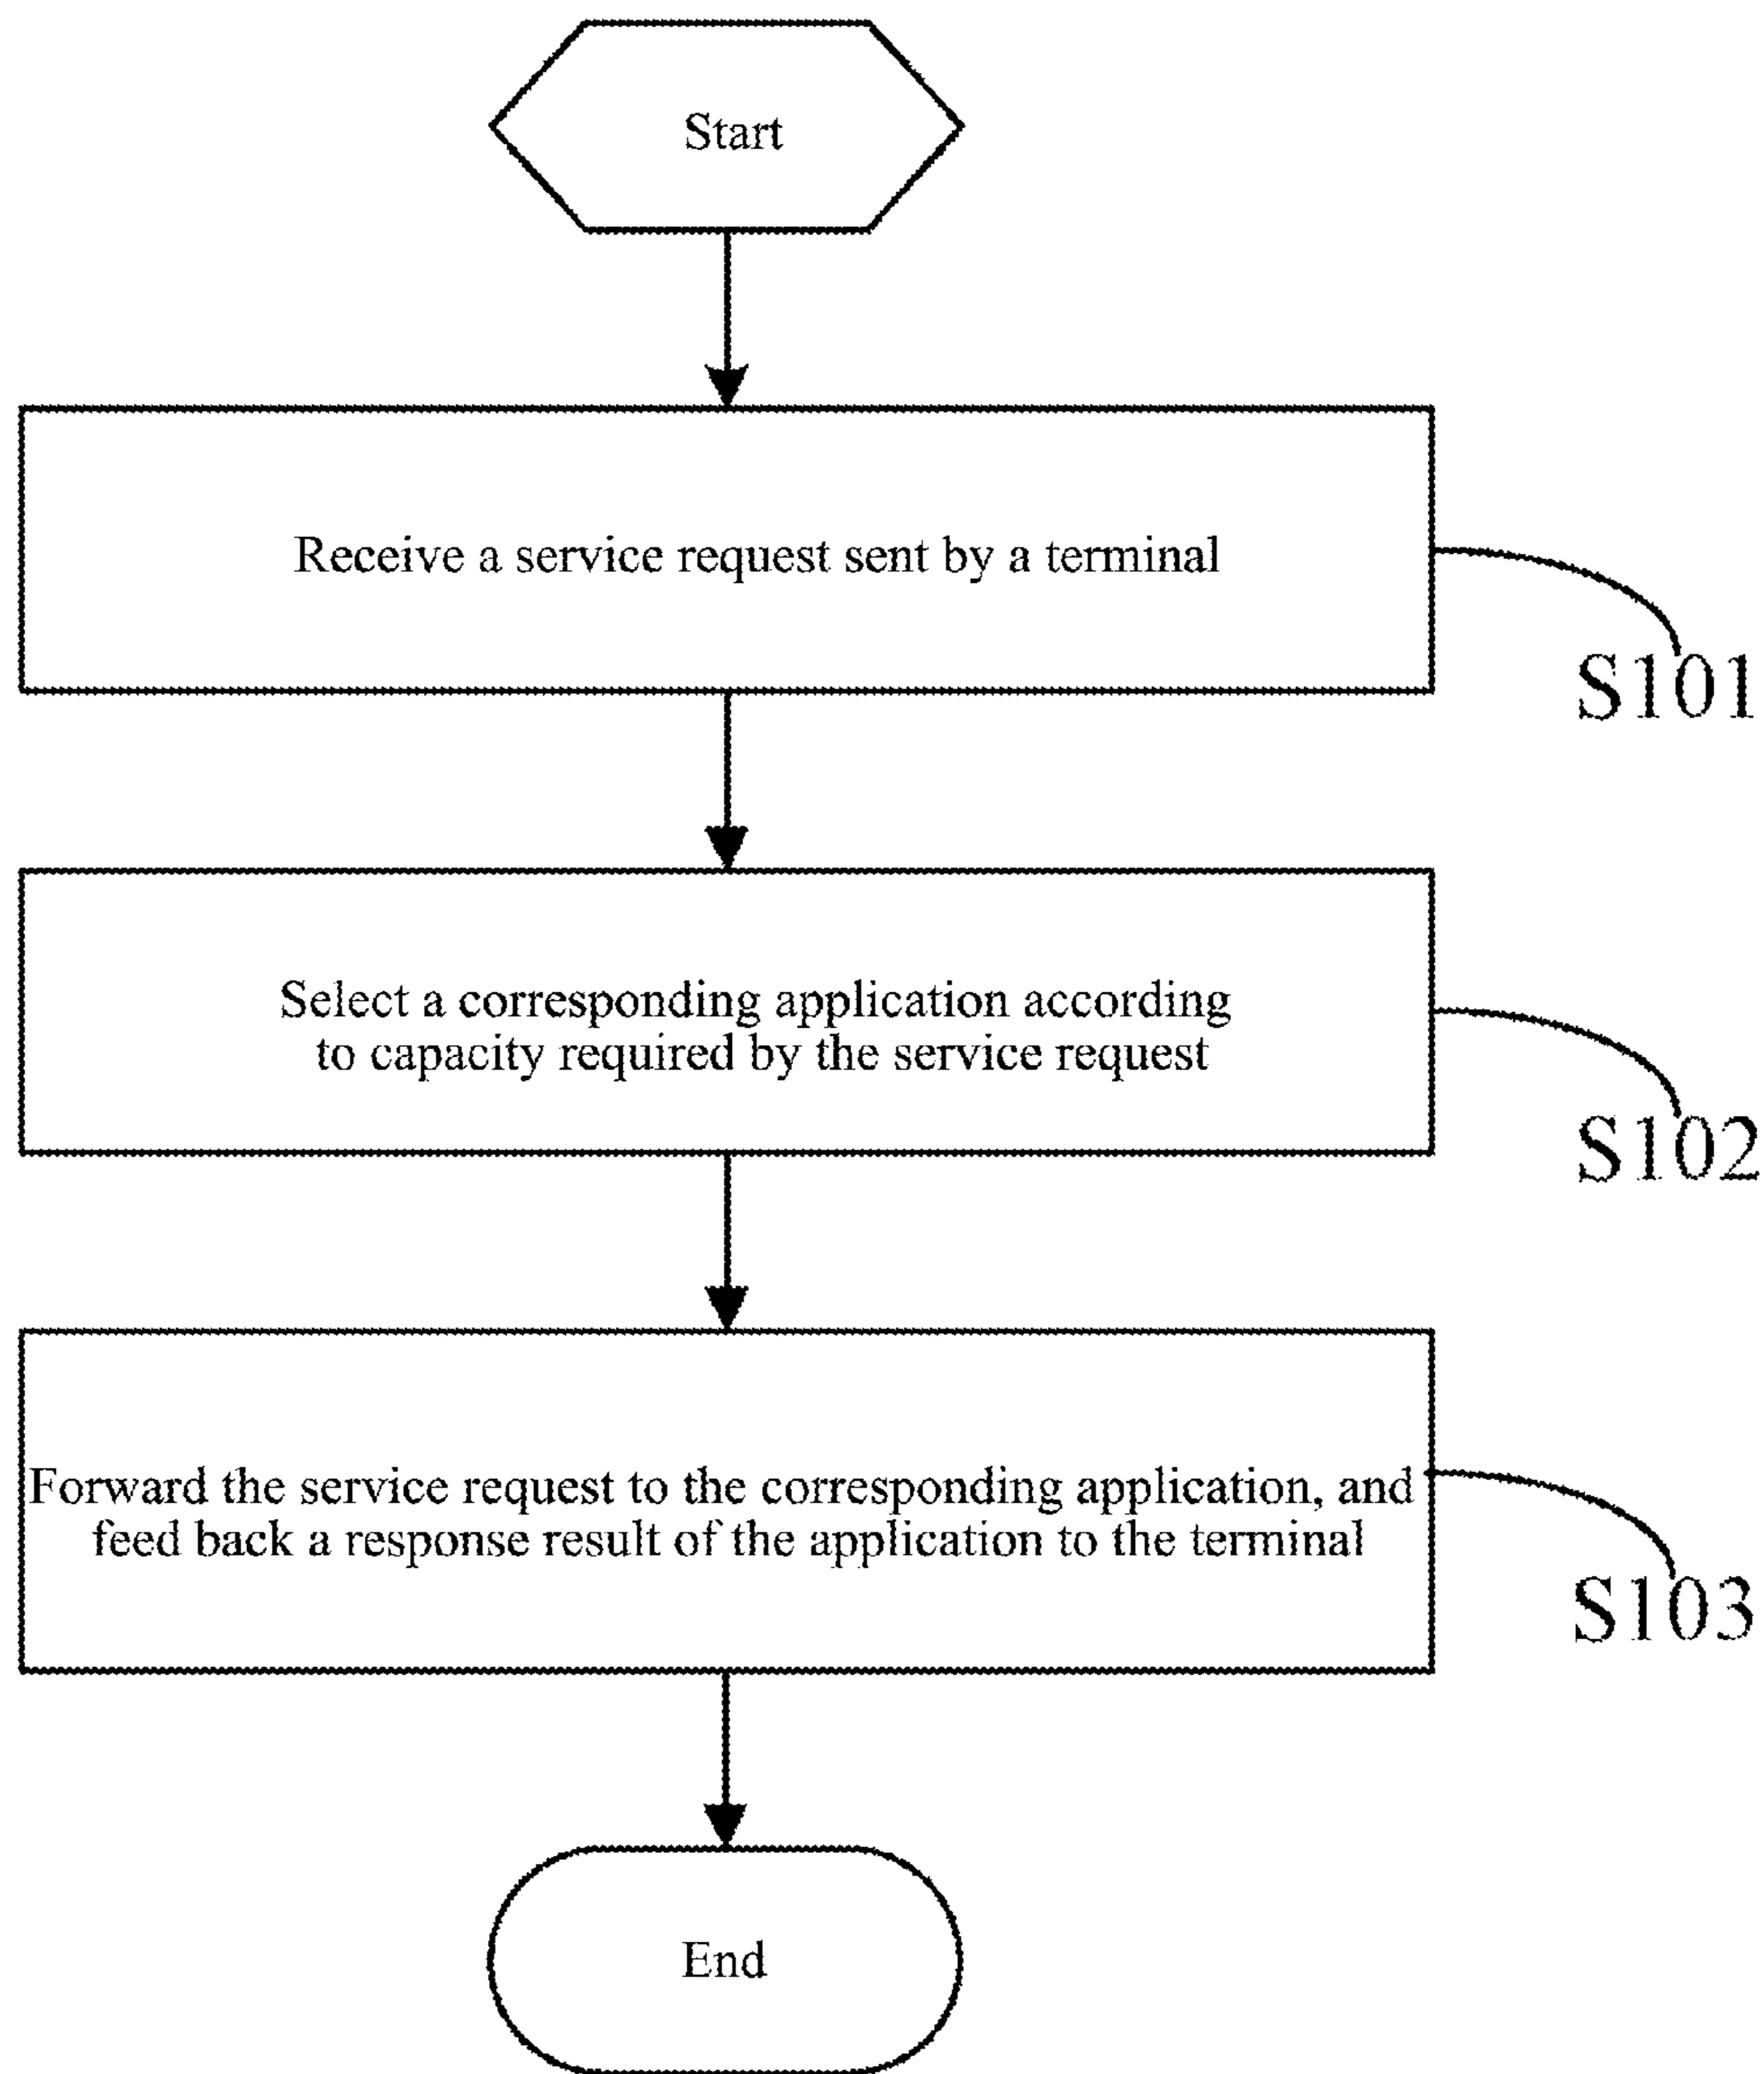 Start
Receive a service request sent by a terminal
S101
Select a corresponding application according
to capacity required by the service request
S102
Forward the service request to the corresponding application, and
feed back a response result of the application to the terminal
S103
End